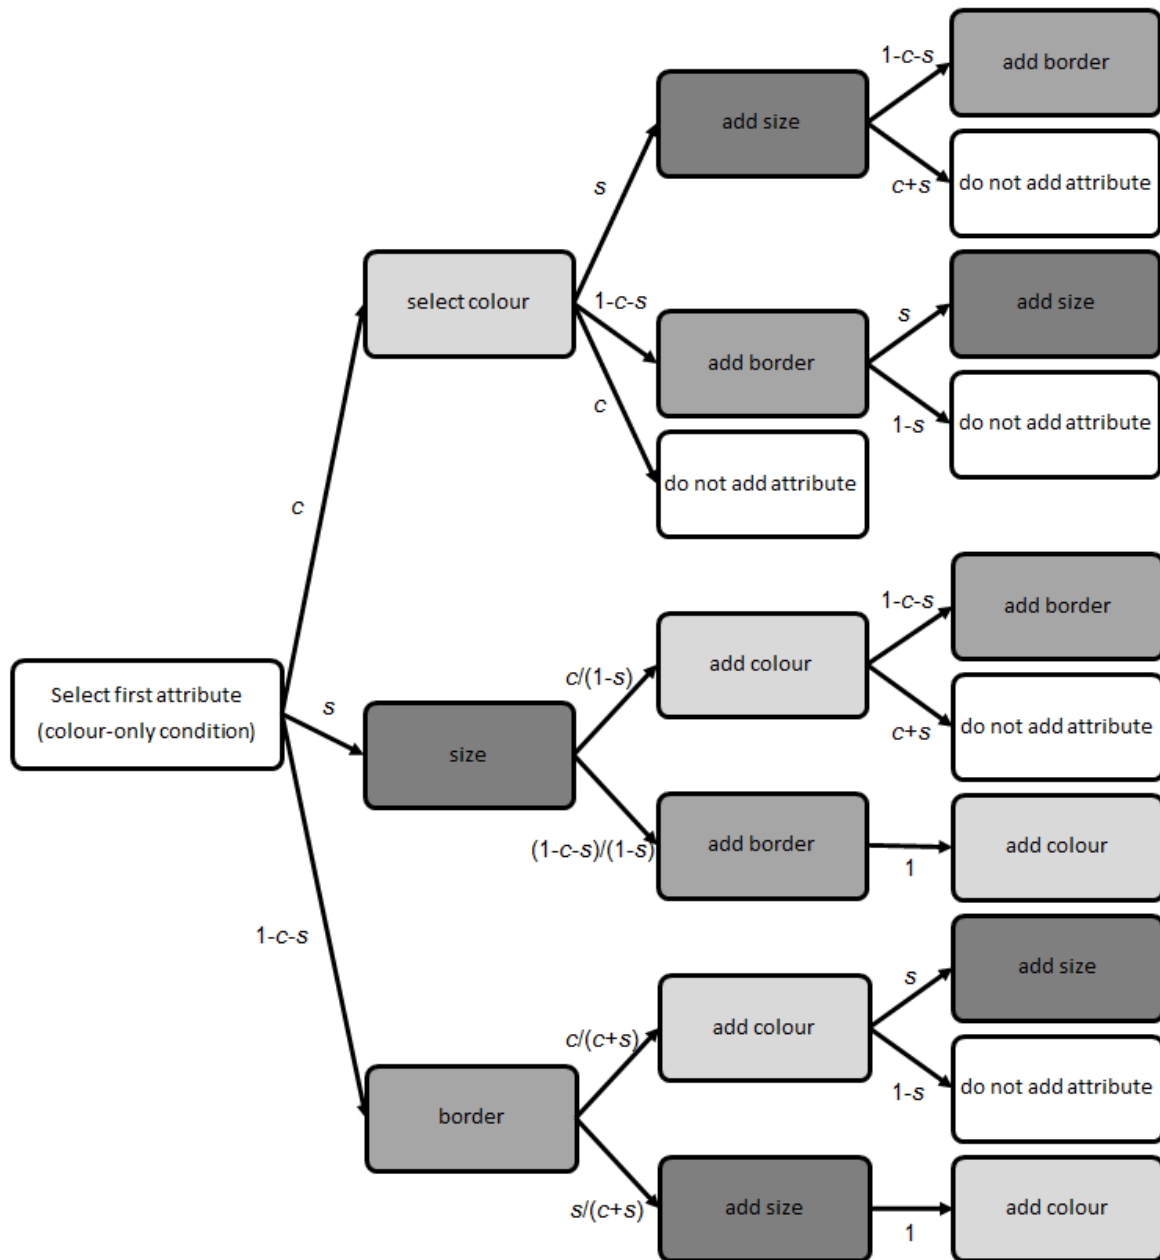 1-c-s
add border
add size
c+s
do not add attribute
s
select colour
1-c-s
add border
s
add size
1-s
do not add attribute
c
do not add attribute
c
Select first attribute
(colour-only condition)
s
size
c/(1-s)
add colour
1-c-s
add border
c+s
do not add attribute
(1-c-s)/(1-s)
add border
1
add colour
1-c-s
border
c/(c+s)
add colour
s
add size
1-s
do not add attribute
s/(c+s)
add size
1
add colour